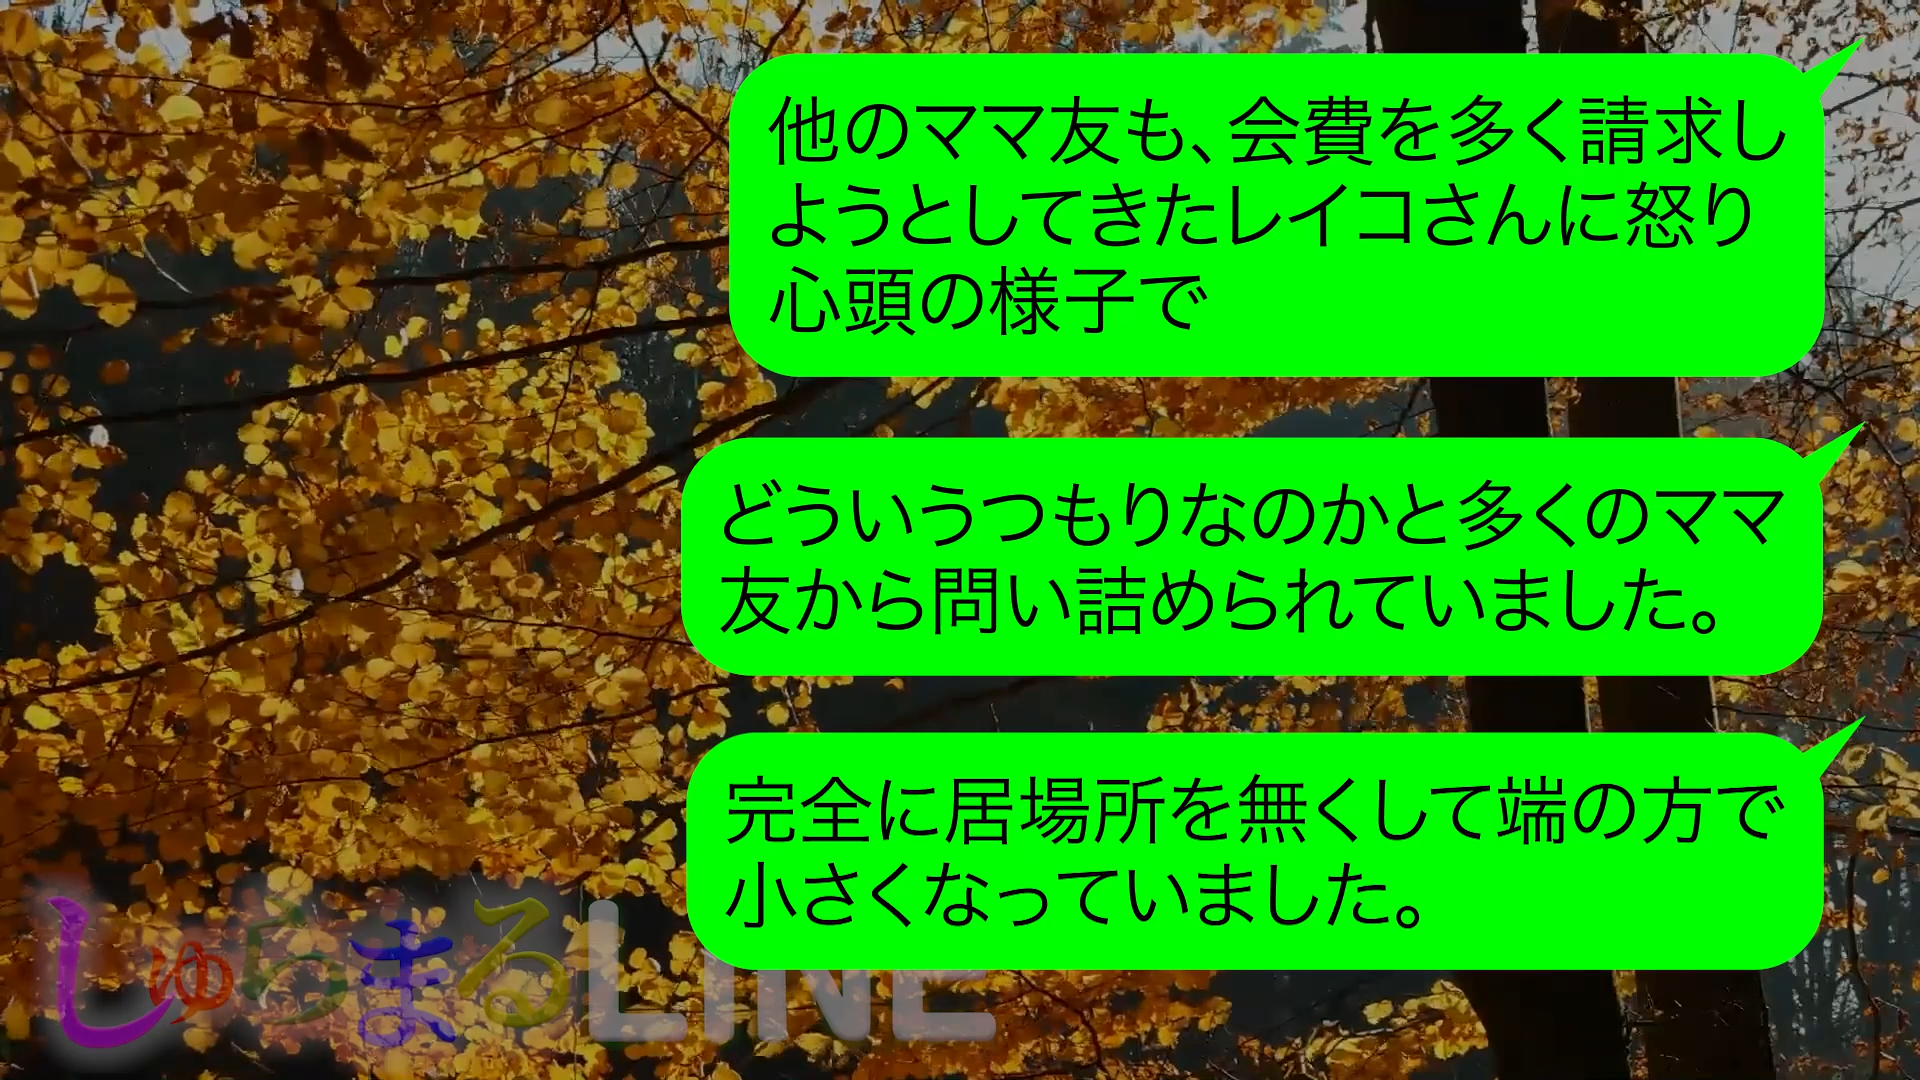 他のママ友も、会費を多く請求し
ようとしてきたレイコさんに怒り
心頭の様子で
どういうつもりなのかと多くのママ
友から問い詰められていました。
完全に居場所を無くして端の方で
小さくなっていました。
しゅらまるLINE